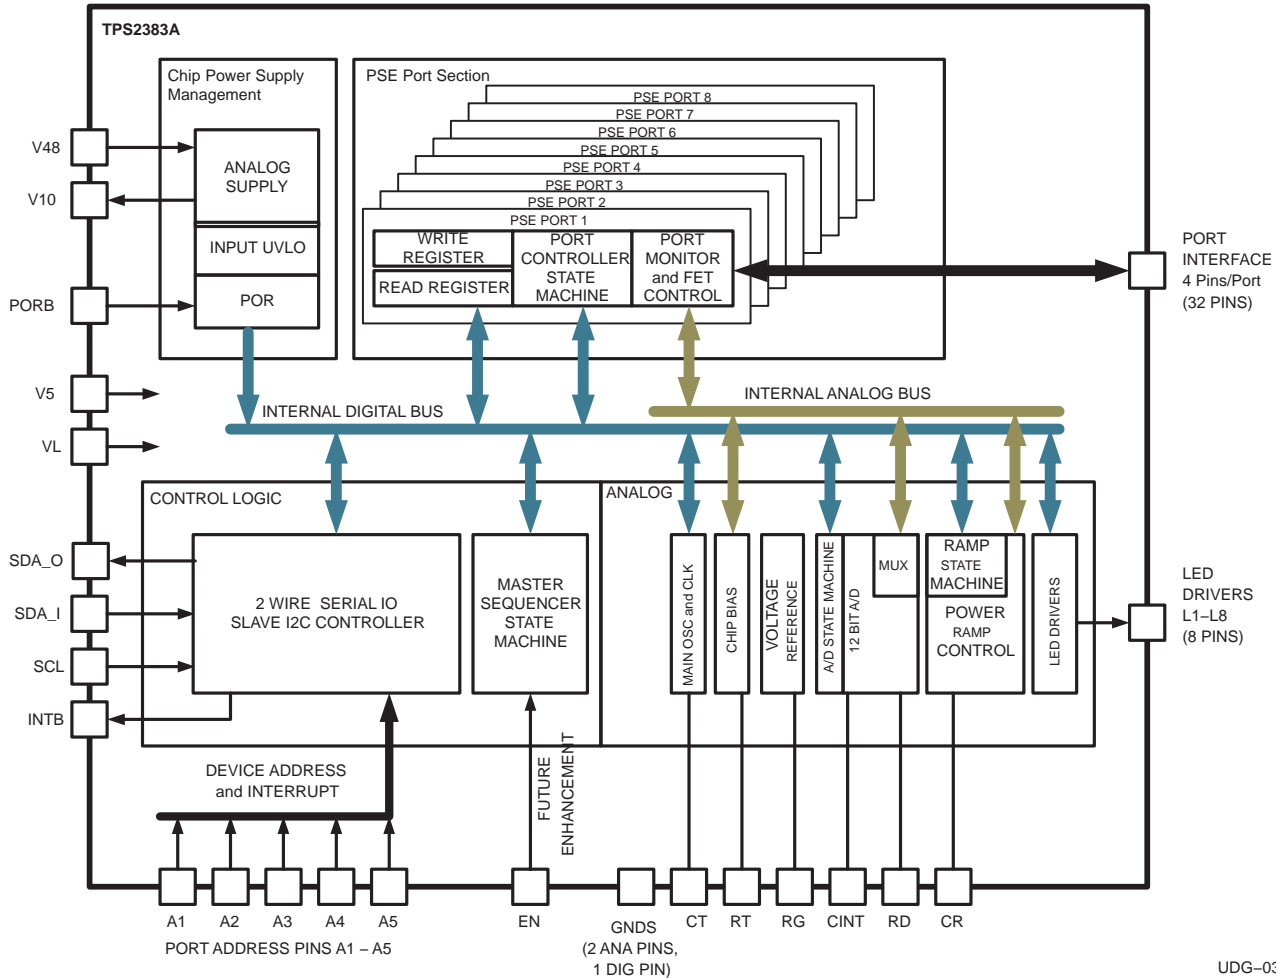 TPS2383A
Chip Power Supply
Management
PSE Port Section
PSE PORT 8
PSE PORT 7
PSE PORT 6
PSE PORT 5
PSE PORT 4
PSE PORT 3
PSE PORT 2
PSE PORT 1
V48
V10
PORB
V5
VL
ANALOG
SUPPLY
INPUT UVLO
POR
WRITE
REGISTER
READ REGISTER
PORT
CONTROLLER
STATE
MACHINE
PORT
MONITOR
and FET
CONTROL
PORT
INTERFACE
4 Pins/Port
(32 PINS)
INTERNAL DIGITAL BUS
INTERNAL ANALOG BUS
CONTROL LOGIC
ANALOG
SDA_O
SDA_I
SCL
INTB
2 WIRE SERIAL IO
SLAVE I2C CONTROLLER
MASTER
SEQUENCER
STATE
MACHINE
MAIN OSC and CLK
CHIP BIAS
VOLTAGE
REFERENCE
A/D STATE MACHINE
12 BIT A/D
MUX
RAMP
STATE
MACHINE
POWER
RAMP
CONTROL
LED DRIVERS
LED
DRIVERS
L1–L8
(8 PINS)
DEVICE ADDRESS
and INTERRUPT
FUTURE
ENHANCEMENT
A1
A2
A3
A4
A5
EN
GNDS
(2 ANA PINS,
1 DIG PIN)
CT
RT
RG
CINT
RD
CR
PORT ADDRESS PINS A1 – A5
UDG–03